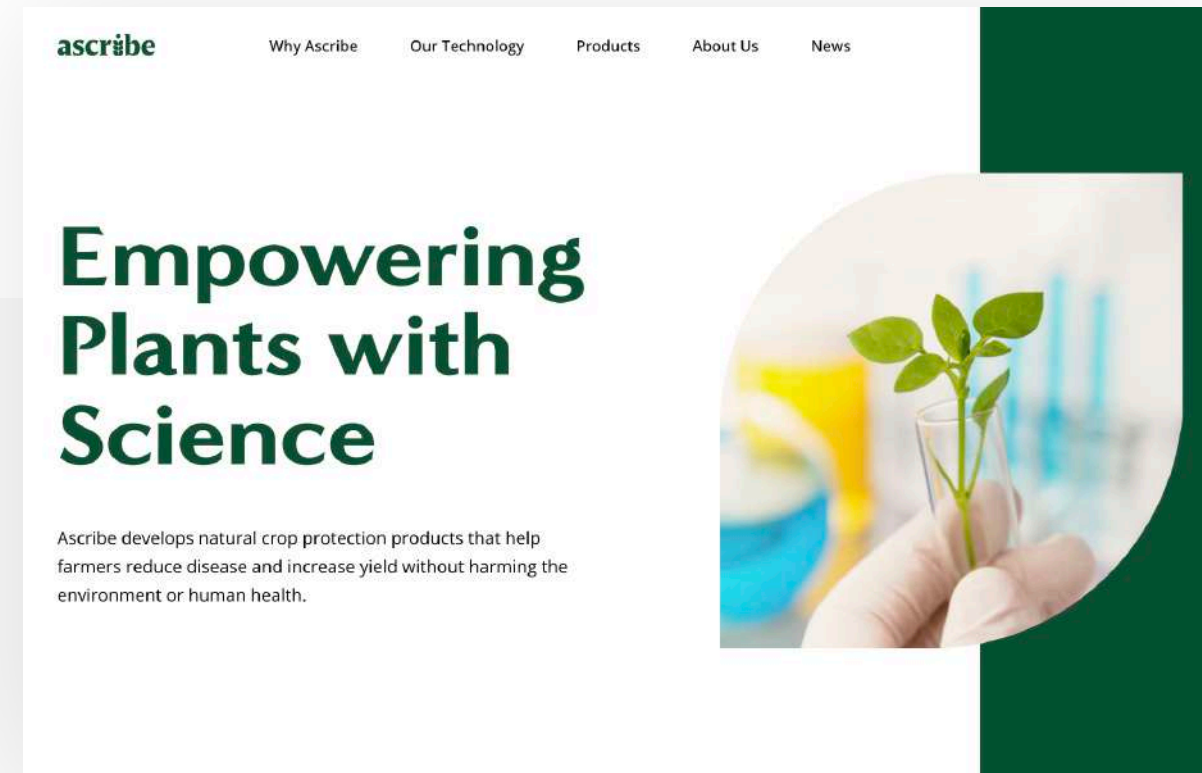 ascribe
Why Ascribe
Our Technology
Products
About Us
News
Empowering
Plants with
Science
Ascribe develops natural crop protection products that help
farmers reduce disease and increase yield without harming the
environment or human health.